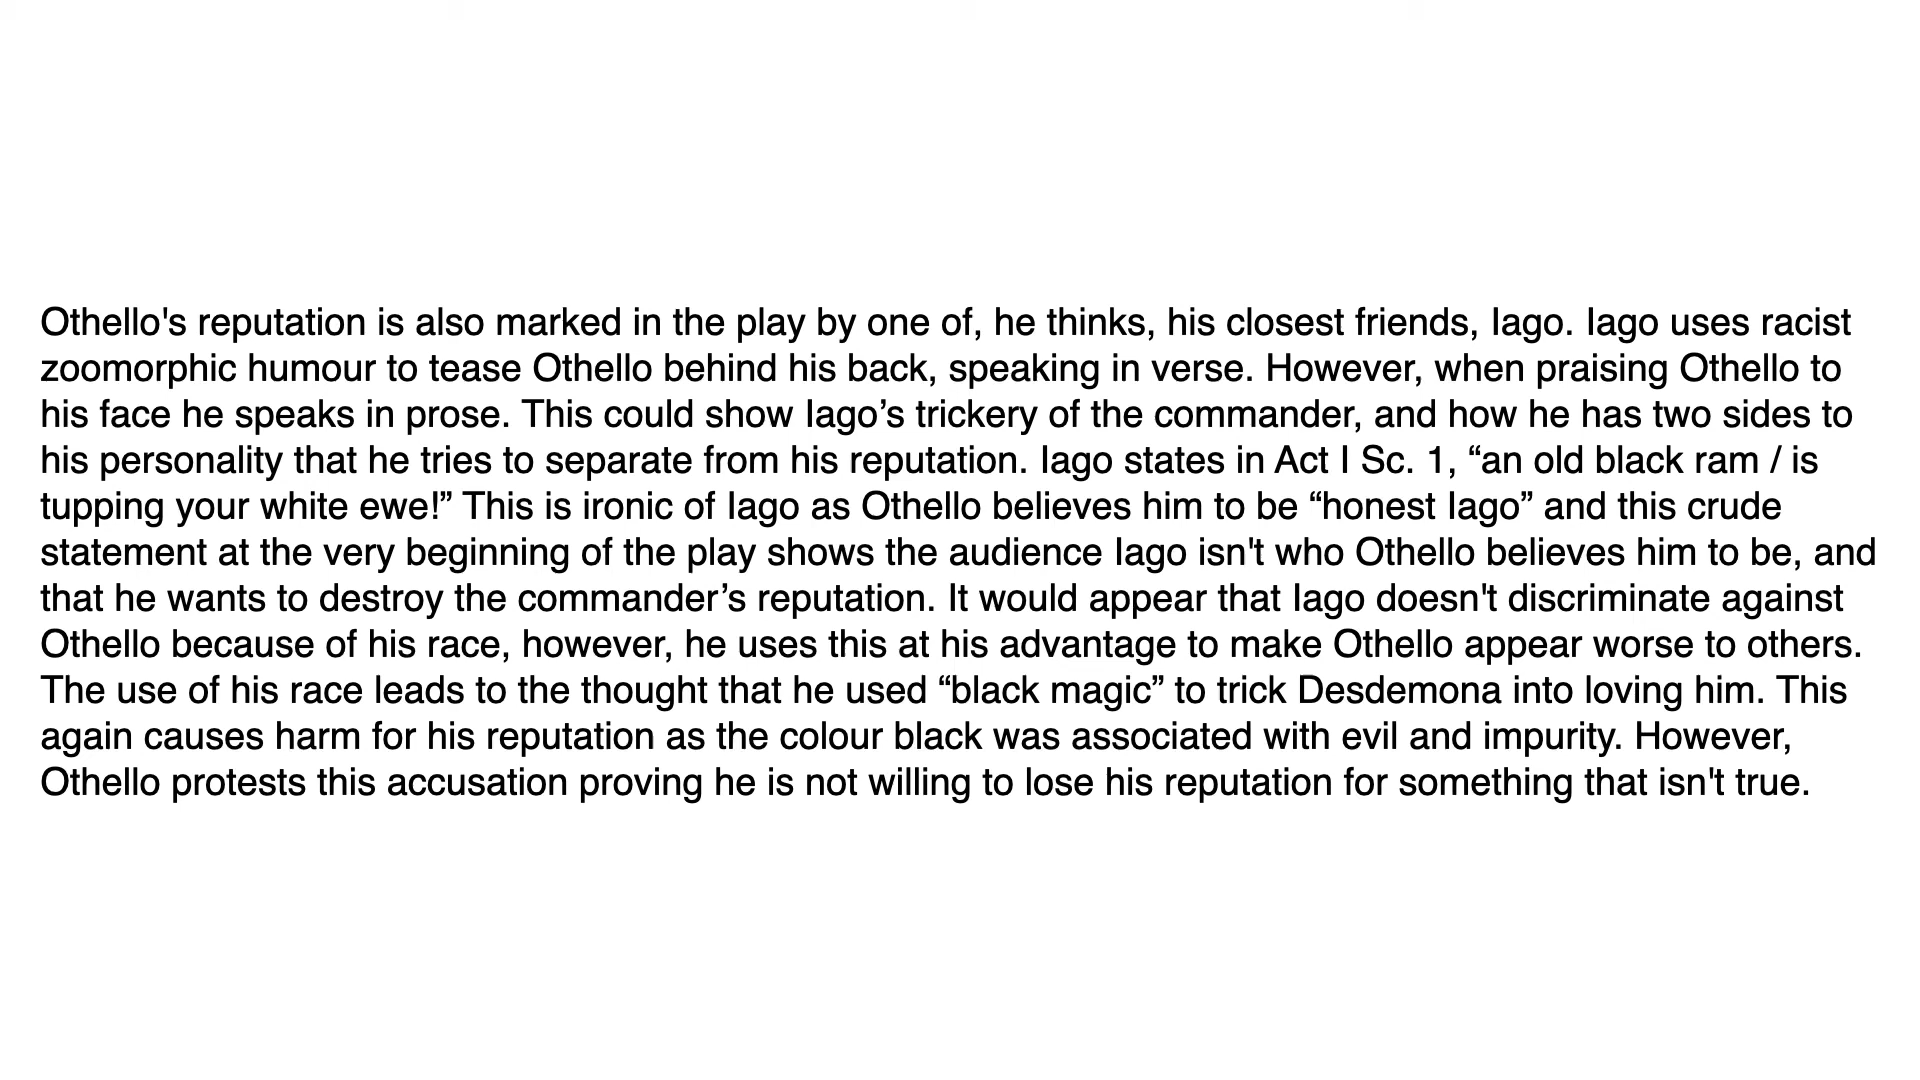 Othello's reputation is also marked in the play by one of, he thinks, his closest friends, Iago. Iago uses racist
zoomorphic humour to tease Othello behind his back, speaking in verse. However, when praising Othello to
his face he speaks in prose. This could show Iago’s trickery of the commander, and how he has two sides to
his personality that he tries to separate from his reputation. Iago states in Act I Sc. 1, “an old black ram / is
tupping your white ewe!” This is ironic of Iago as Othello believes him to be “honest Iago” and this crude
statement at the very beginning of the play shows the audience Iago isn't who Othello believes him to be, and
that he wants to destroy the commander’s reputation. It would appear that Iago doesn't discriminate against
Othello because of his race, however, he uses this at his advantage to make Othello appear worse to others.
The use of his race leads to the thought that he used “black magic” to trick Desdemona into loving him. This
again causes harm for his reputation as the colour black was associated with evil and impurity. However,
Othello protests this accusation proving he is not willing to lose his reputation for something that isn't true.